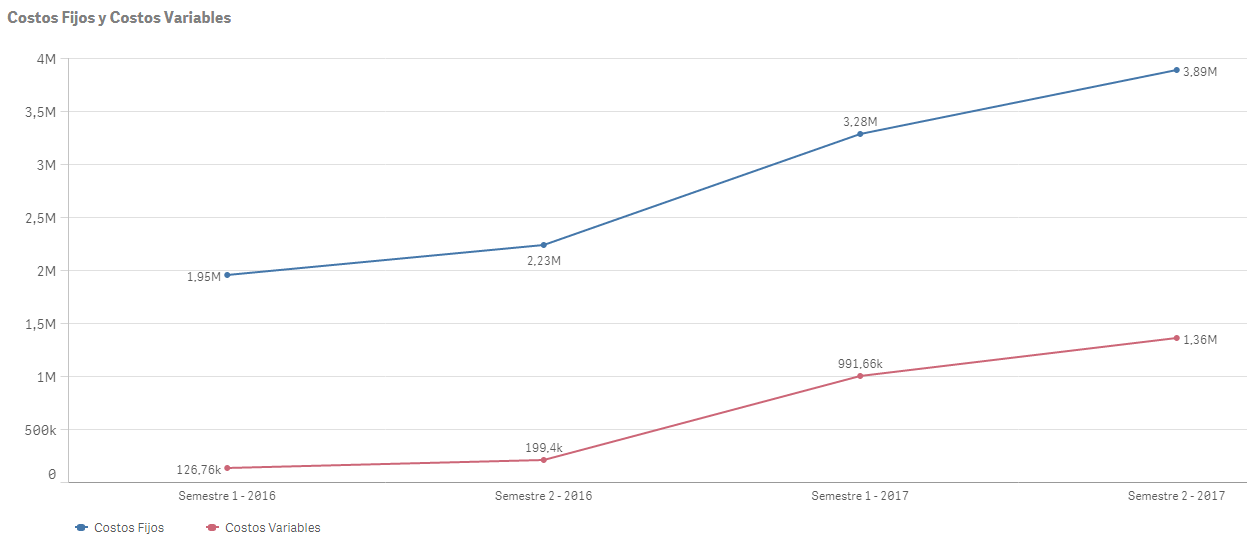 Costos Fijos y Costos Variables
4M
3,5M
3M
2,5M
2M
1,5M
1M
500k
0
3,89M
3,28M
2,23M
1,95M
1,36M
991,66k
199,4k
126,76k
Semestre 1 - 2016
Semestre 2 - 2016
Semestre 1 - 2017
Semestre 2 - 2017
Costos Fijos
Costos Variables